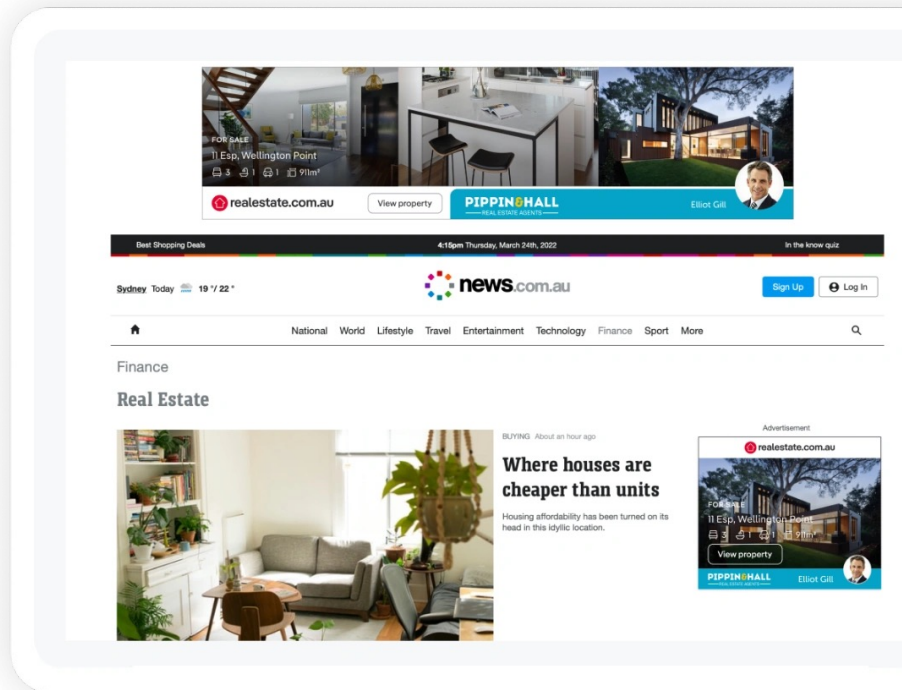 FOR SALE
11 Esp, Wellington Point
3 1 1 911m²
realestate.com.au
View property
PIPPIN&HALL
REAL ESTATE AGENTS
Elliot Gill
Best Shopping Deals
4:15pm Thursday, March 24th, 2022
In the know quiz
Sydney Today 19 °/ 22 °
news.com.au
Sign Up
Log In
National World Lifestyle Travel Entertainment Technology Finance Sport More
Finance
Real Estate
BUYING About an hour ago
Where houses are
cheaper than units
Housing affordability has been turned on its
head in this idyllic location.
Advertisement
realestate.com.au
FOR SALE
11 Esp, Wellington Point
3 1 1 911m²
View property
PIPPIN&HALL
REAL ESTATE AGENTS
Elliot Gill